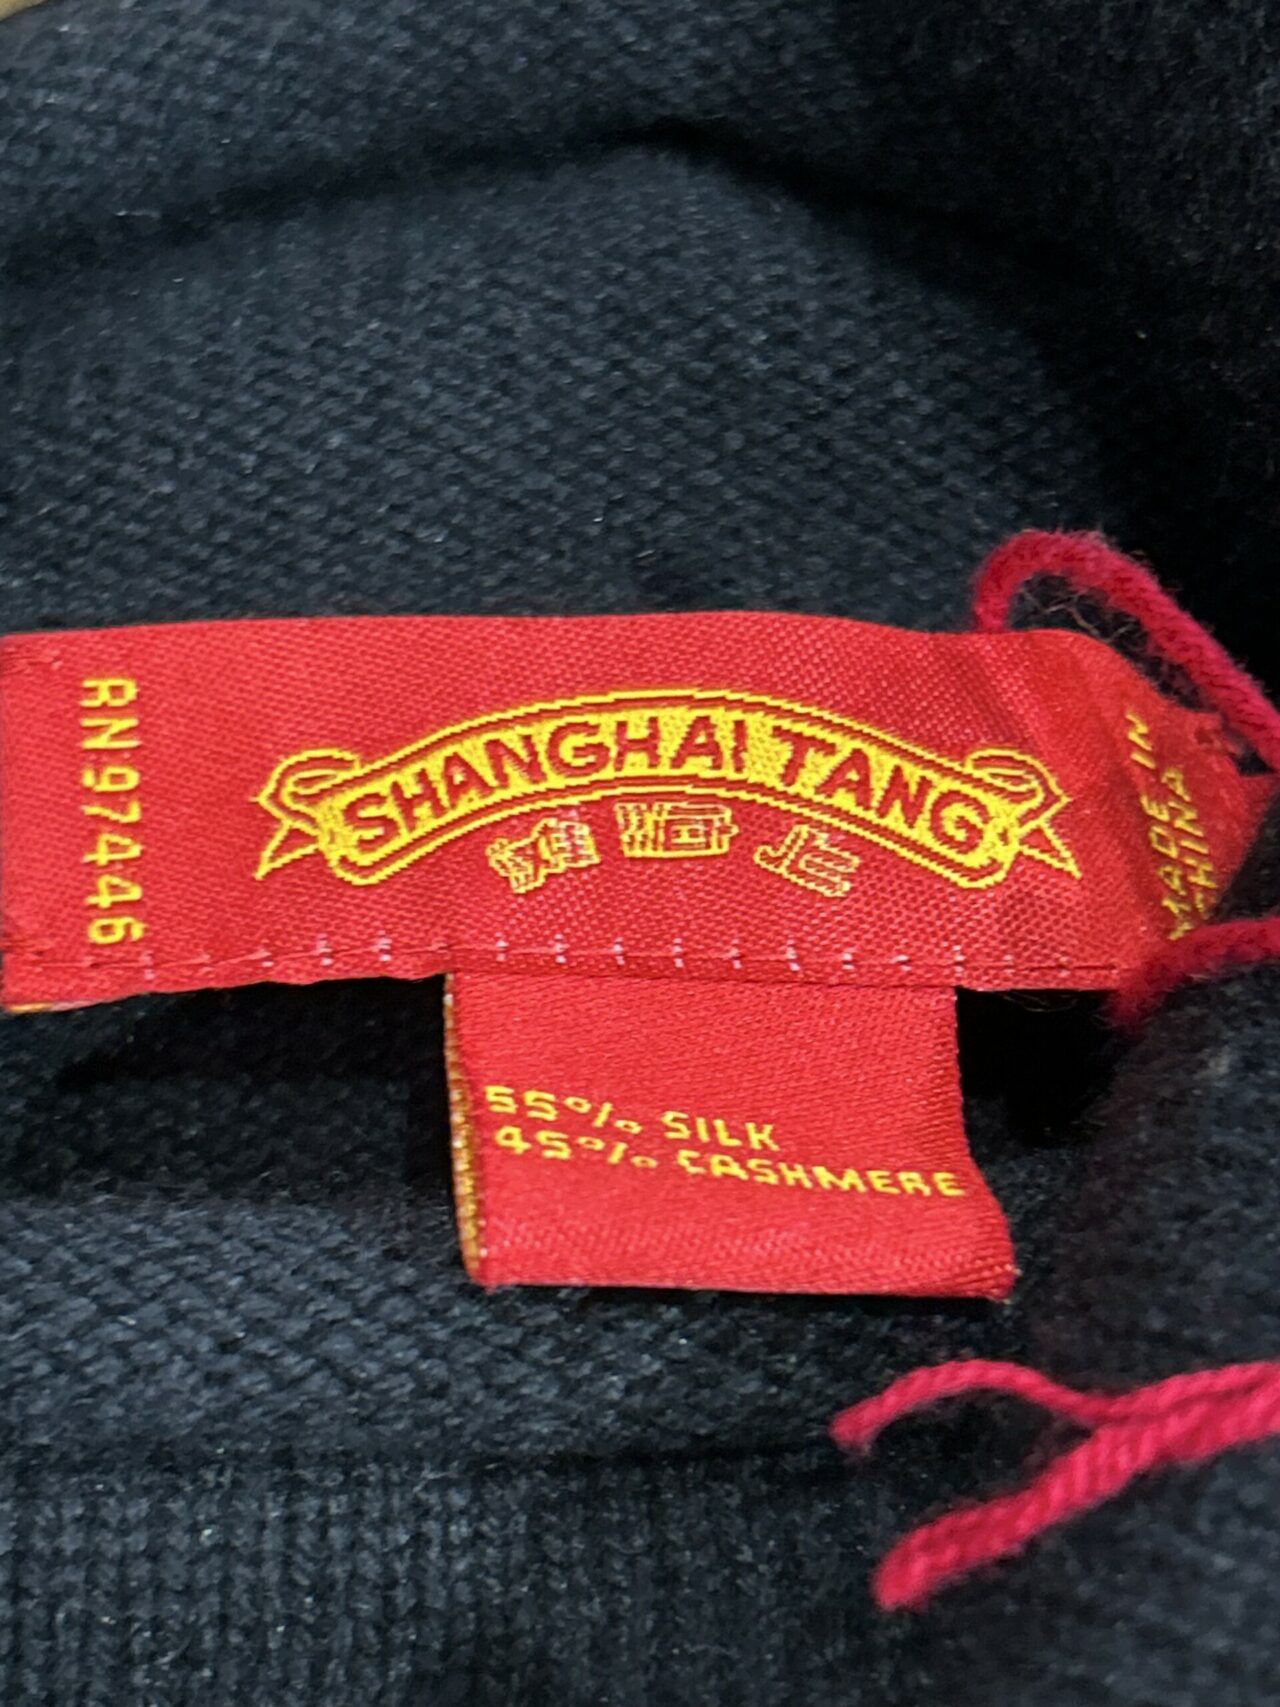 RN97446
SHANGHAI TANG
上海灘
MADE IN
CHINA
55% SILK
45% CASHMERE